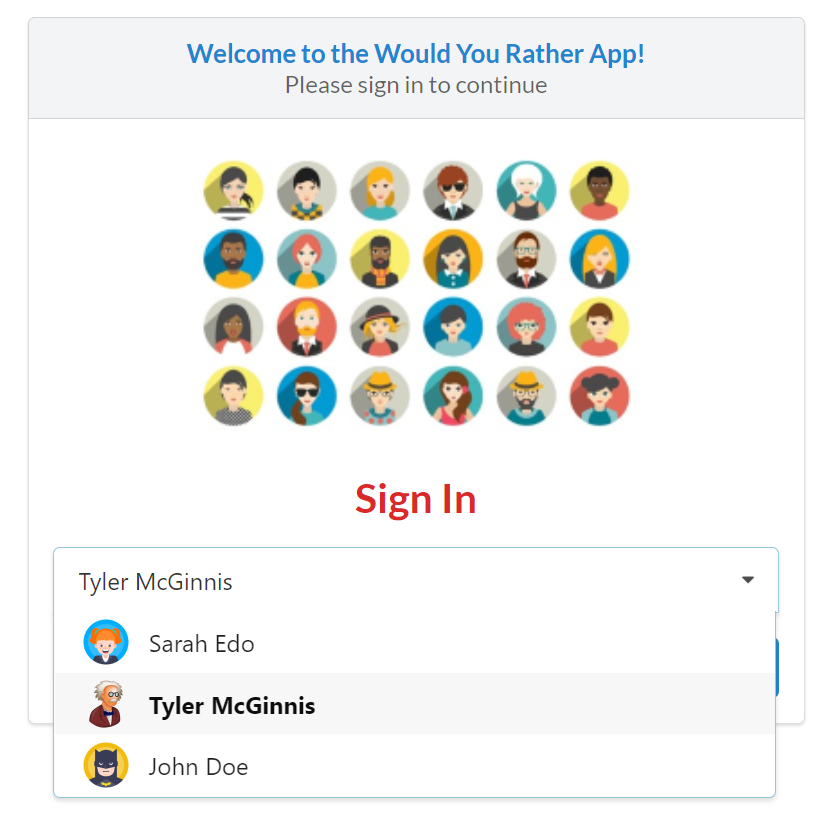 Welcome to the Would You Rather App!
Please sign in to continue
Sign In
Tyler McGinnis
Sarah Edo
Tyler McGinnis
John Doe